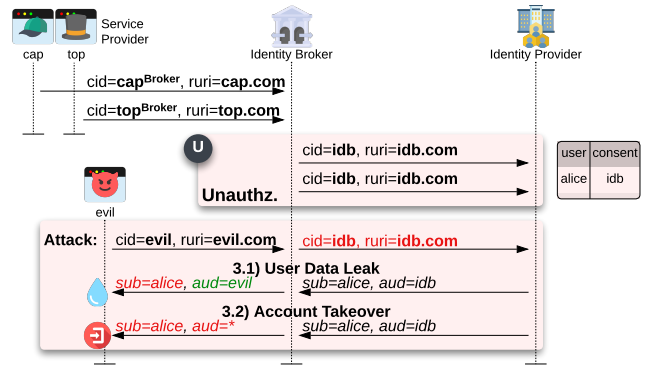 Service
Provider
cap
top
Identity Broker
Identity Provider
cid=capBroker, ruri=cap.com
cid=topBroker, ruri=top.com
U
cid=idb, ruri=idb.com
cid=idb, ruri=idb.com
Unauthz.
user consent
alice idb
evil
Attack:
cid=evil, ruri=evil.com
cid=idb, ruri=idb.com
3.1) User Data Leak
sub=alice, aud=evil
sub=alice, aud=idb
3.2) Account Takeover
sub=alice, aud=*
sub=alice, aud=idb